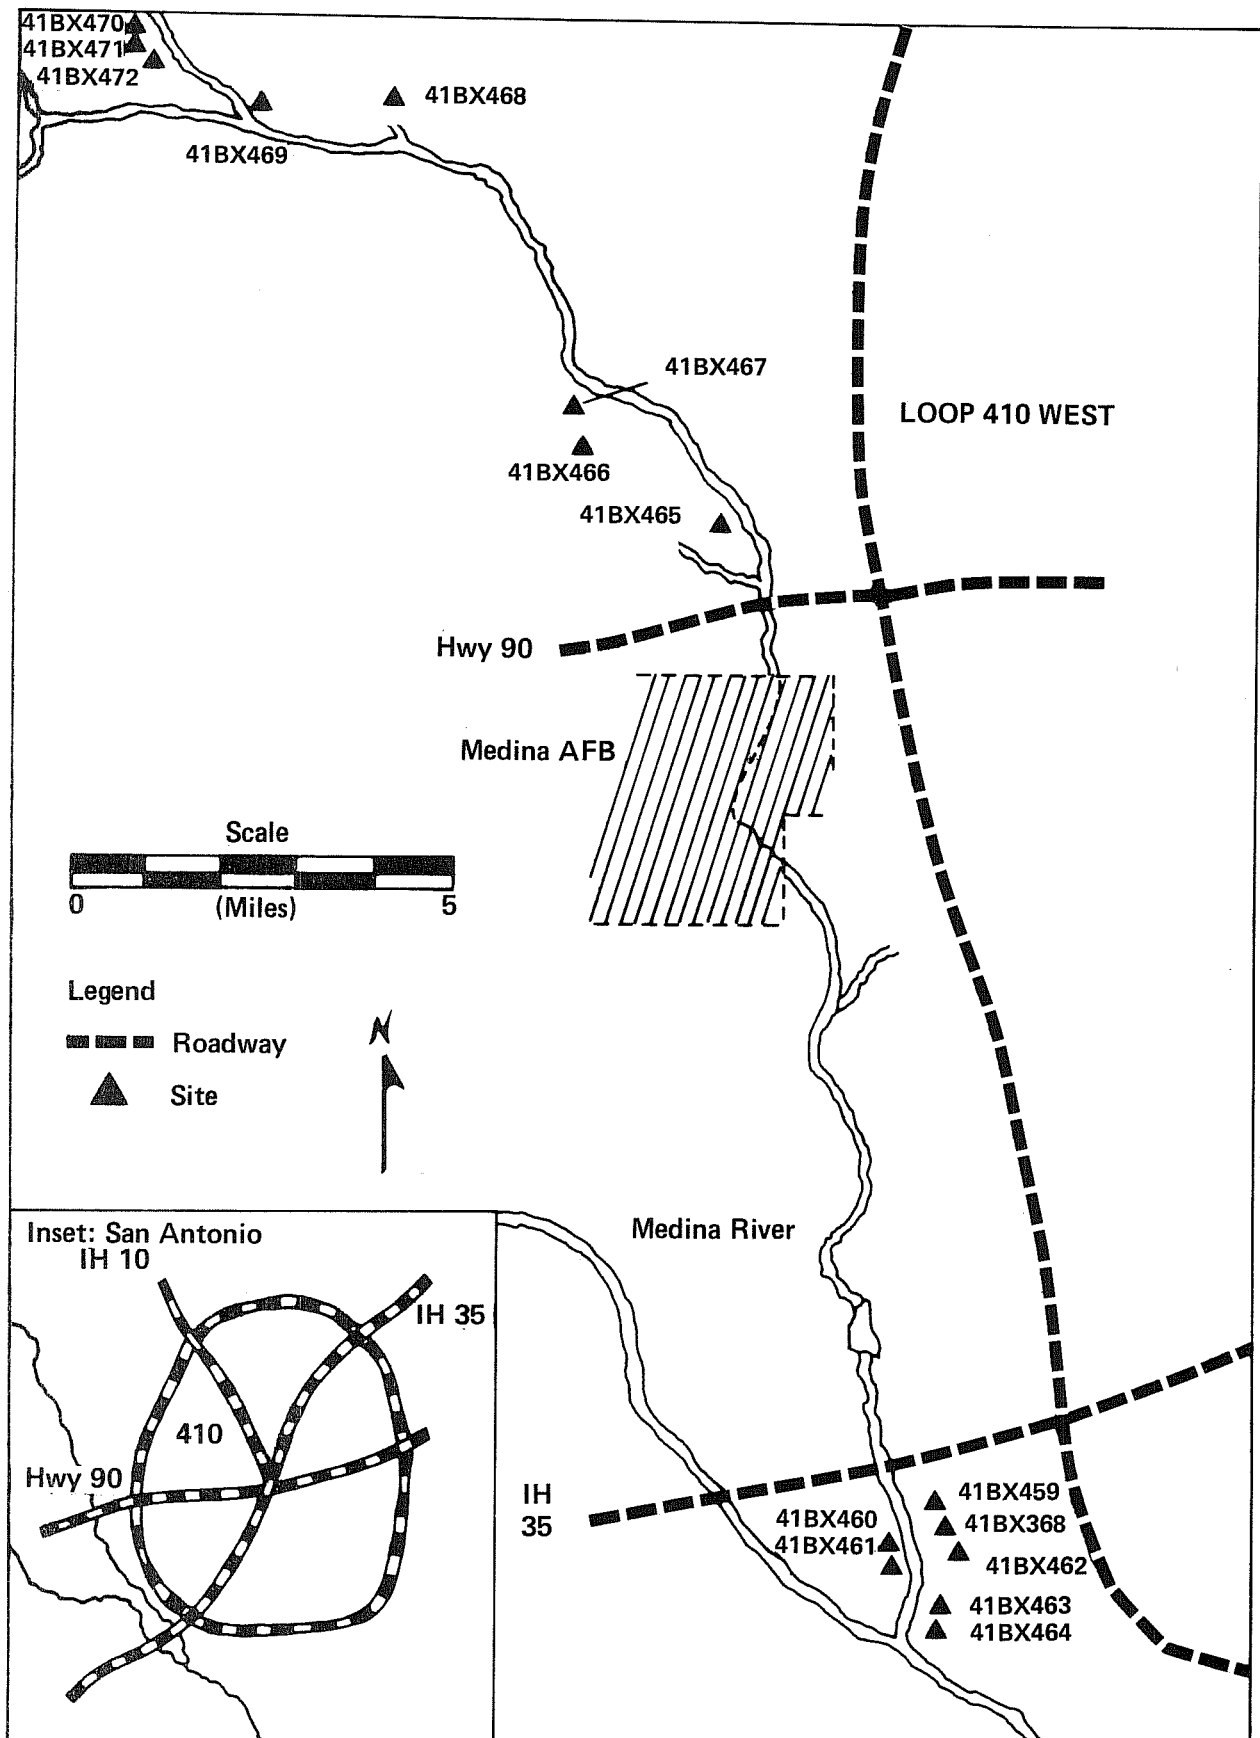 41BX470
41BX471
41BX472
41BX468
41BX469
41BX467
LOOP 410 WEST
41BX466
41BX465
Hwy 90
Medina AFB
Scale
0
5
(Miles)
Legend
Roadway
N
Site
Medina River
Inset: San Antonio
IH 10
IH 35
410
Hwy 90
IH
35
41BX459
41BX460
41BX368
41BX461
41BX462
41BX463
41BX464